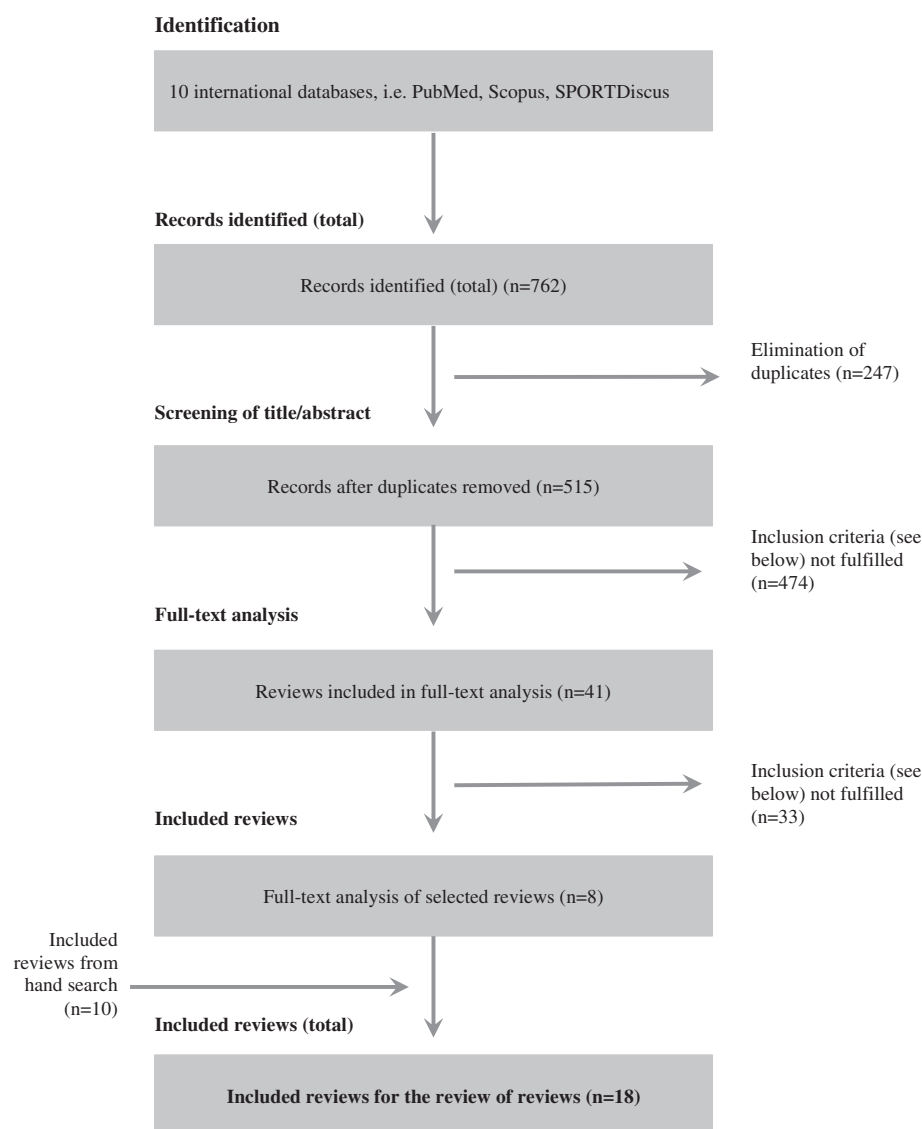 Identification
10 international databases, i.e. PubMed, Scopus, SPORTDiscus
Records identified (total)
Records identified (total) (n=762)
Elimination of
duplicates (n=247)
Screening of title/abstract
Records after duplicates removed (n=515)
Inclusion criteria (see
below) not fulfilled
(n=474)
Full-text analysis
Reviews included in full-text analysis (n=41)
Inclusion criteria (see
below) not fulfilled
(n=33)
Included reviews
Full-text analysis of selected reviews (n=8)
Included
reviews from
hand search
(n=10)
Included reviews (total)
Included reviews for the review of reviews (n=18)